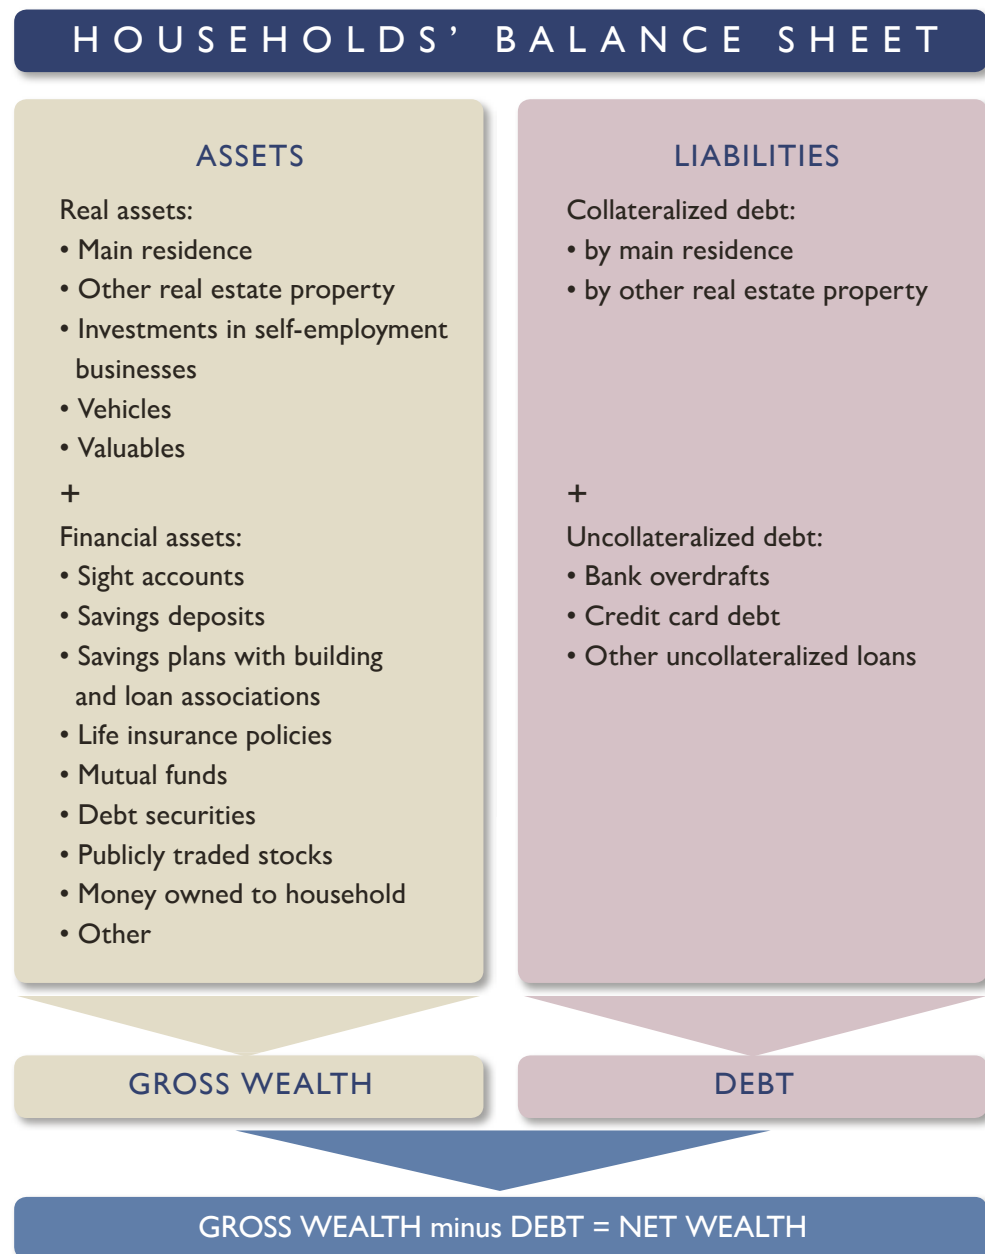 HOUSEHOLDS’ BALANCE SHEET
ASSETS
Real assets:
• Main residence
• Other real estate property
• Investments in self-employment
businesses
• Vehicles
• Valuables
+
Financial assets:
• Sight accounts
• Savings deposits
• Savings plans with building
and loan associations
• Life insurance policies
• Mutual funds
• Debt securities
• Publicly traded stocks
• Money owned to household
• Other
LIABILITIES
Collateralized debt:
• by main residence
• by other real estate property
+
Uncollateralized debt:
• Bank overdrafts
• Credit card debt
• Other uncollateralized loans
GROSS WEALTH
DEBT
GROSS WEALTH minus DEBT = NET WEALTH